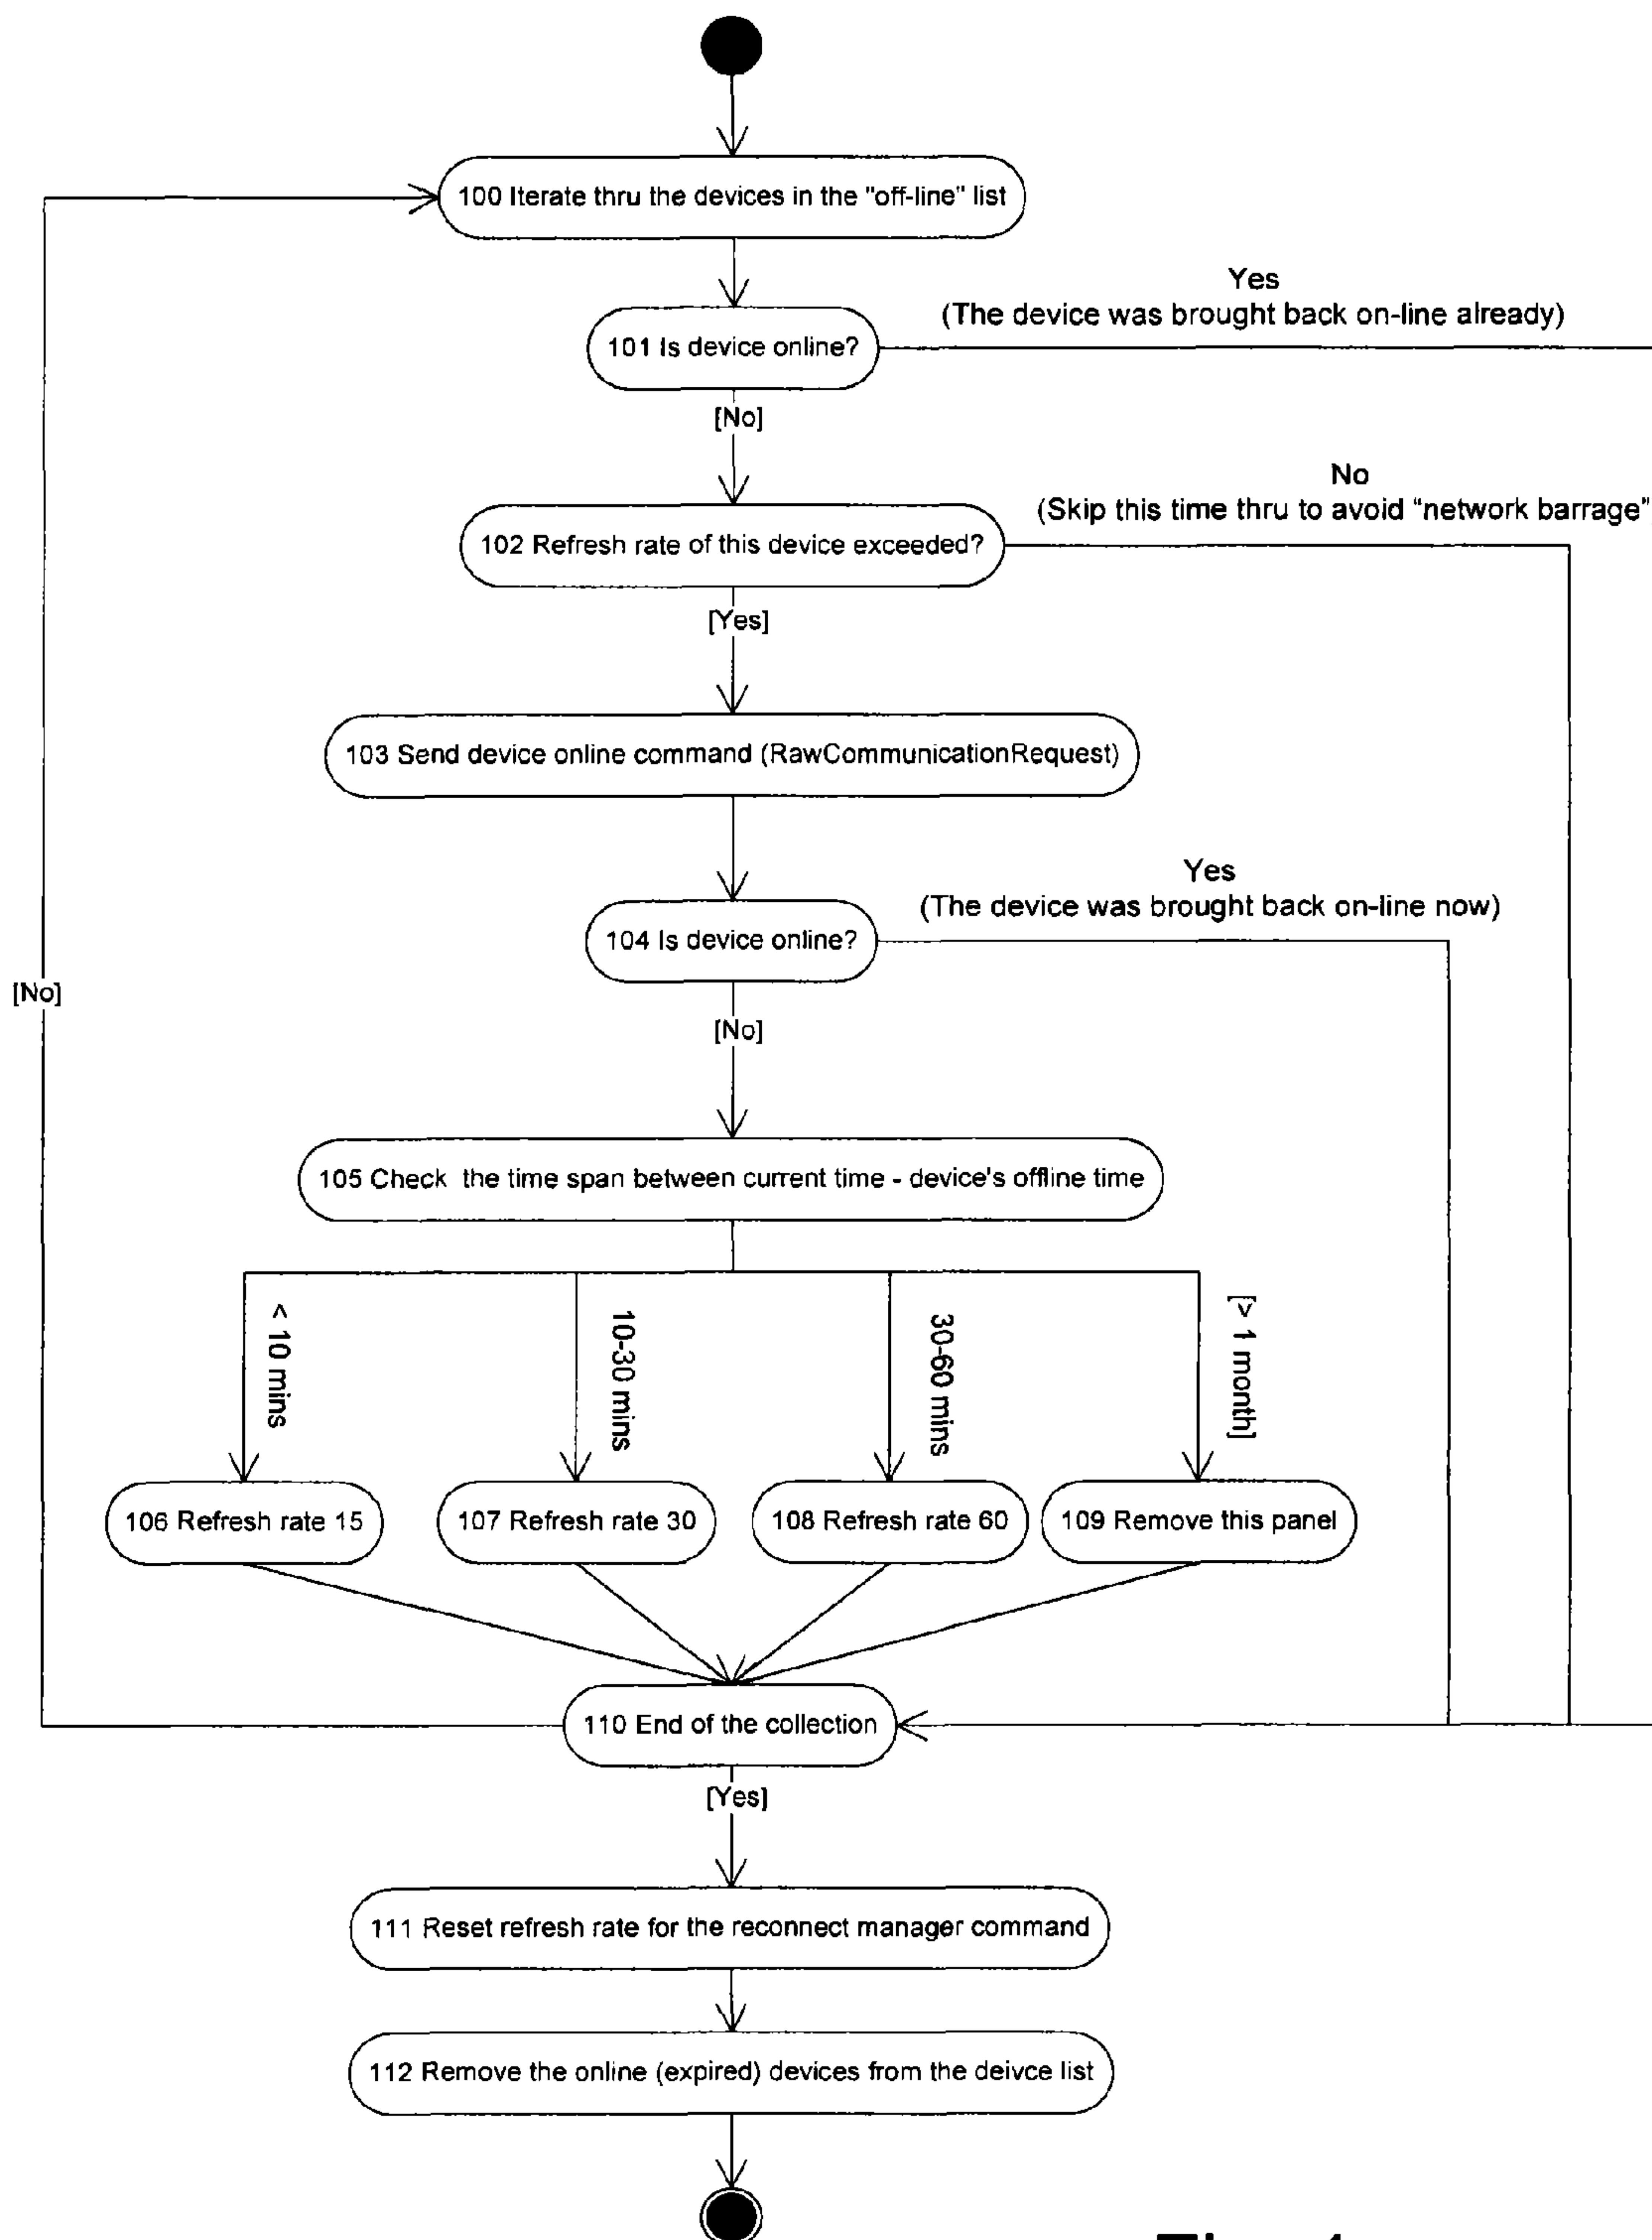 100 Iterate thru the devices in the "off-line" list
Yes
(The device was brought back on-line already)
101 Is device online?
[No]
No
(Skip this time thru to avoid "network barrage"
102 Refresh rate of this device exceeded?
[Yes]
103 Send device online command (RawCommunicationRequest)
Yes
(The device was brought back on-line now)
104 Is device online?
[No]
[No]
105 Check the time span between current time - device's offline time
< 10 mins
10-30 mins
30-60 mins
[> 1 month]
106 Refresh rate 15
107 Refresh rate 30
108 Refresh rate 60
109 Remove this panel
110 End of the collection
[Yes]
111 Reset refresh rate for the reconnect manager command
112 Remove the online (expired) devices from the deivce list